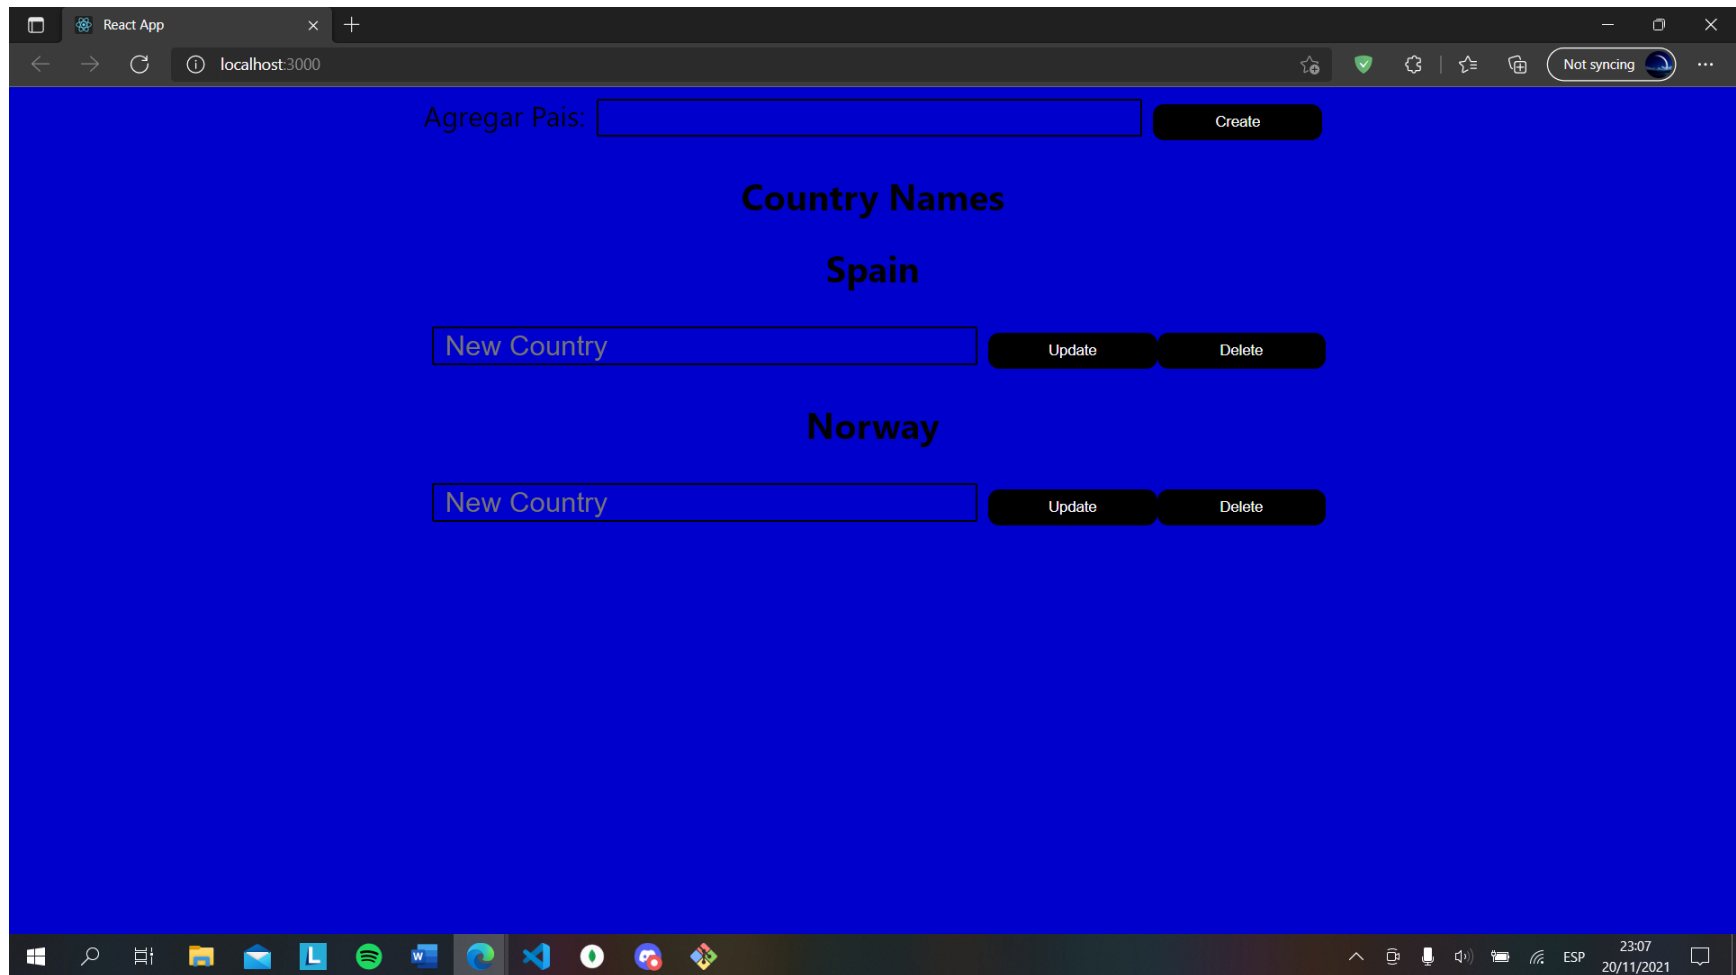 React App
localhost:3000
Not syncing
Agregar Pais:
Create
Country Names
Spain
New Country
Update
Delete
Norway
New Country
Update
Delete
L
W
ESP
23:07
20/11/2021